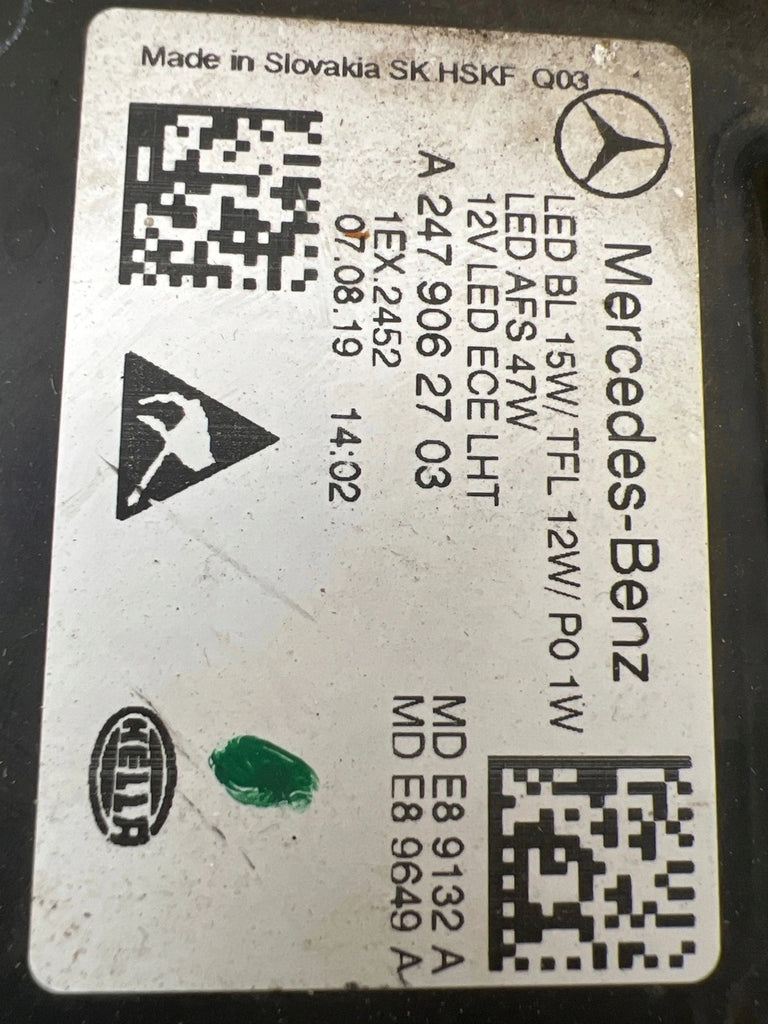 Made in Slovakia SK HSKF Q03
Mercedes-Benz
LED BL 15W/ TFL 12W/ PO 1W
LED AFS 47W
12V LED ECE LHT
A 247 906 27 03
1EX.2452
07.08.19 14:02
MD E8 9132 A
MD E8 9649 A
HELLA